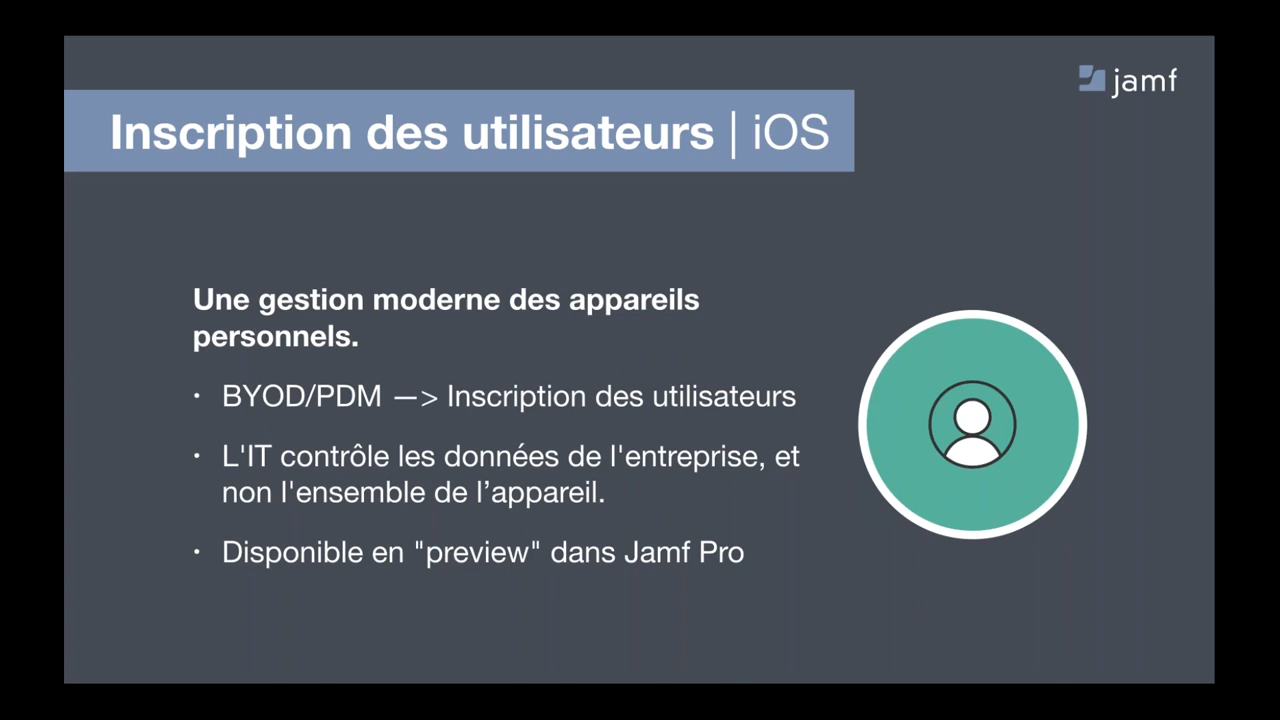 jamf
Inscription des utilisateurs | iOS
Une gestion moderne des appareils
personnels.
· BYOD/PDM —> Inscription des utilisateurs
· L'IT contrôle les données de l'entreprise, et
non l'ensemble de l’appareil.
· Disponible en "preview" dans Jamf Pro